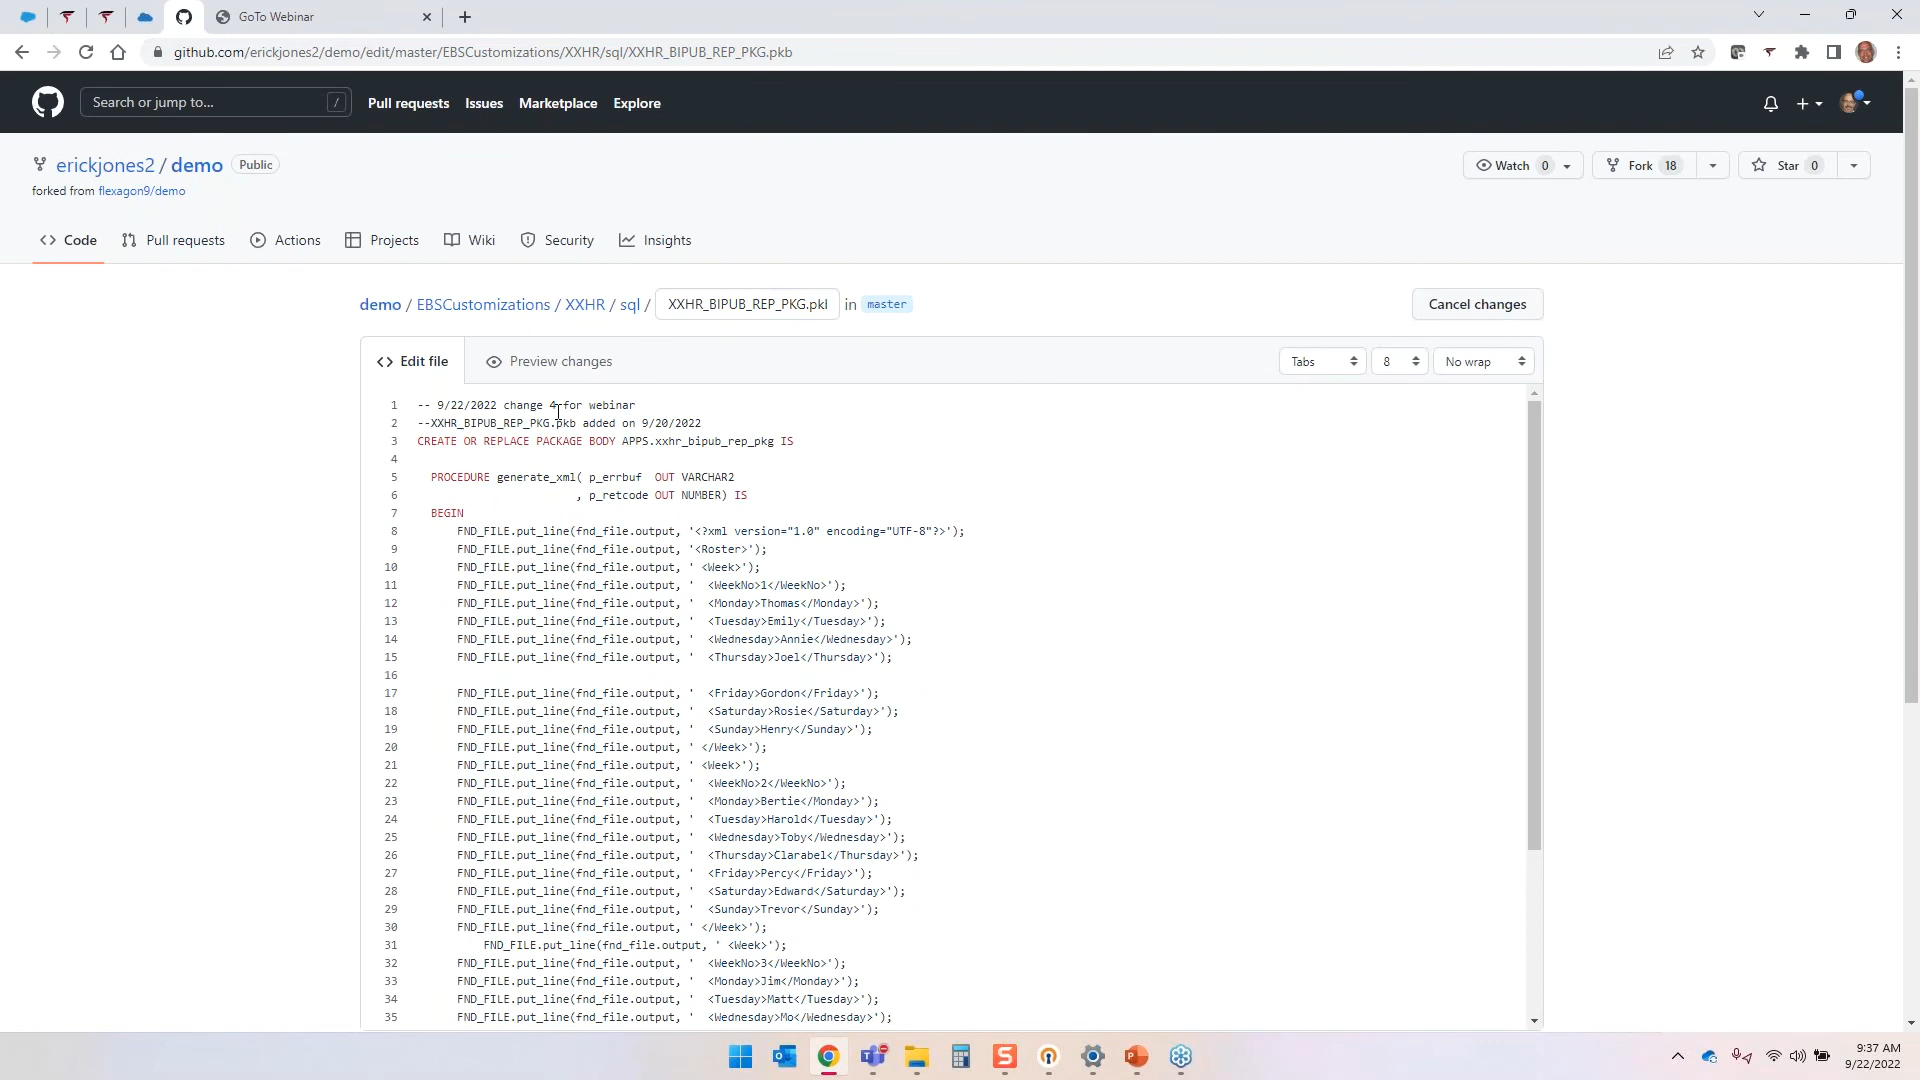 GoTo Webinar
github.com/erickjones2/demo/edit/master/EBSCustomizations/XXHR/sql/XXHR_BIPUB_REP_PKG.pkb
Search or jump to... /
Pull requests Issues Marketplace Explore
erickjones2 / demo Public
Watch 0 Fork 18 Star 0
forked from flexagon9/demo
Code Pull requests Actions Projects Wiki Security Insights
demo / EBSCustomizations / XXHR / sql / XXHR_BIPUB_REP_PKG.pkl in master Cancel changes
Edit file Preview changes Tabs 8 No wrap
1 -- 9/22/2022 change 4 for webinar
2 --XXHR_BIPUB_REP_PKG.pkb added on 9/20/2022
3 CREATE OR REPLACE PACKAGE BODY APPS.xxhr_bipub_rep_pkg IS
4
5 PROCEDURE generate_xml( p_errbuf OUT VARCHAR2
6 , p_retcode OUT NUMBER) IS
7 BEGIN
8 FND_FILE.put_line(fnd_file.output, '<?xml version="1.0" encoding="UTF-8"?>');
9 FND_FILE.put_line(fnd_file.output, '<Roster>');
10 FND_FILE.put_line(fnd_file.output, ' <Week>');
11 FND_FILE.put_line(fnd_file.output, '  <WeekNo>1</WeekNo>');
12 FND_FILE.put_line(fnd_file.output, '  <Monday>Thomas</Monday>');
13 FND_FILE.put_line(fnd_file.output, '  <Tuesday>Emily</Tuesday>');
14 FND_FILE.put_line(fnd_file.output, '  <Wednesday>Annie</Wednesday>');
15 FND_FILE.put_line(fnd_file.output, '  <Thursday>Joel</Thursday>');
16
17 FND_FILE.put_line(fnd_file.output, '  <Friday>Gordon</Friday>');
18 FND_FILE.put_line(fnd_file.output, '  <Saturday>Rosie</Saturday>');
19 FND_FILE.put_line(fnd_file.output, '  <Sunday>Henry</Sunday>');
20 FND_FILE.put_line(fnd_file.output, ' </Week>');
21 FND_FILE.put_line(fnd_file.output, ' <Week>');
22 FND_FILE.put_line(fnd_file.output, '  <WeekNo>2</WeekNo>');
23 FND_FILE.put_line(fnd_file.output, '  <Monday>Bertie</Monday>');
24 FND_FILE.put_line(fnd_file.output, '  <Tuesday>Harold</Tuesday>');
25 FND_FILE.put_line(fnd_file.output, '  <Wednesday>Toby</Wednesday>');
26 FND_FILE.put_line(fnd_file.output, '  <Thursday>Clarabel</Thursday>');
27 FND_FILE.put_line(fnd_file.output, '  <Friday>Percy</Friday>');
28 FND_FILE.put_line(fnd_file.output, '  <Saturday>Edward</Saturday>');
29 FND_FILE.put_line(fnd_file.output, '  <Sunday>Trevor</Sunday>');
30 FND_FILE.put_line(fnd_file.output, ' </Week>');
31 FND_FILE.put_line(fnd_file.output, ' <Week>');
32 FND_FILE.put_line(fnd_file.output, '  <WeekNo>3</WeekNo>');
33 FND_FILE.put_line(fnd_file.output, '  <Monday>Jim</Monday>');
34 FND_FILE.put_line(fnd_file.output, '  <Tuesday>Matt</Tuesday>');
35 FND_FILE.put_line(fnd_file.output, '  <Wednesday>Mo</Wednesday>');
9:37 AM
9/22/2022